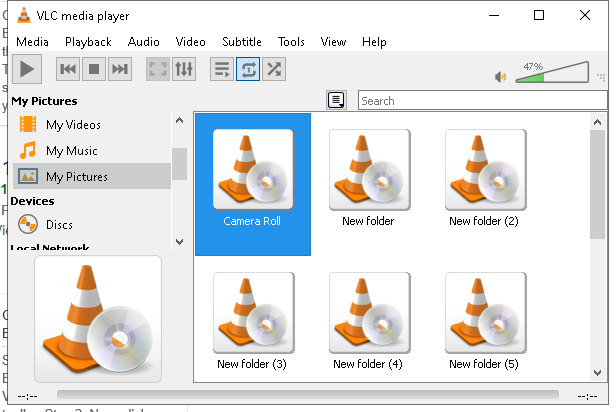 VLC media player
Media Playback Audio Video Subtitle Tools View Help
47%
My Pictures
Search
My Videos
My Music
My Pictures
Devices
Discs
Local Network
Camera Roll New folder New folder (2)
New folder (3) New folder (4) New folder (5)
--:-- --:--